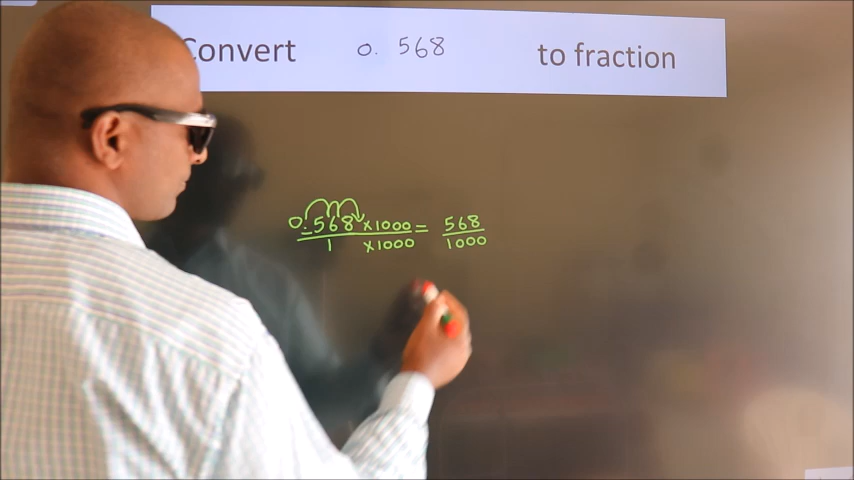 Convert 0.568 to fraction
0.568 x1000 = 568
1 x1000 1000